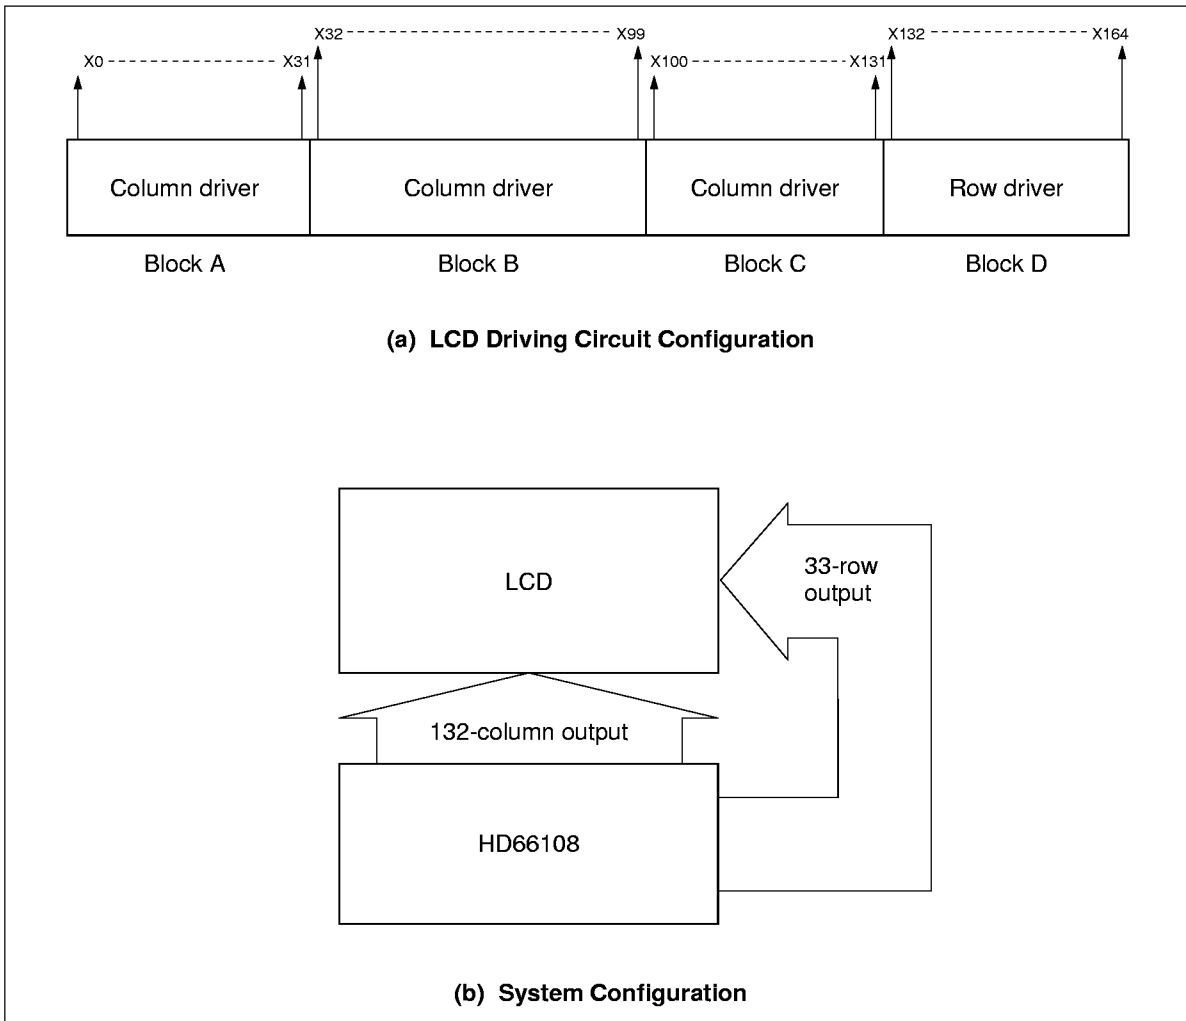 X32 X99 X132 X164
X0 X31 X100 X131
Column driver Column driver Column driver Row driver
Block A Block B Block C Block D
(a) LCD Driving Circuit Configuration
LCD
33-row
output
132-column output
HD66108
(b) System Configuration